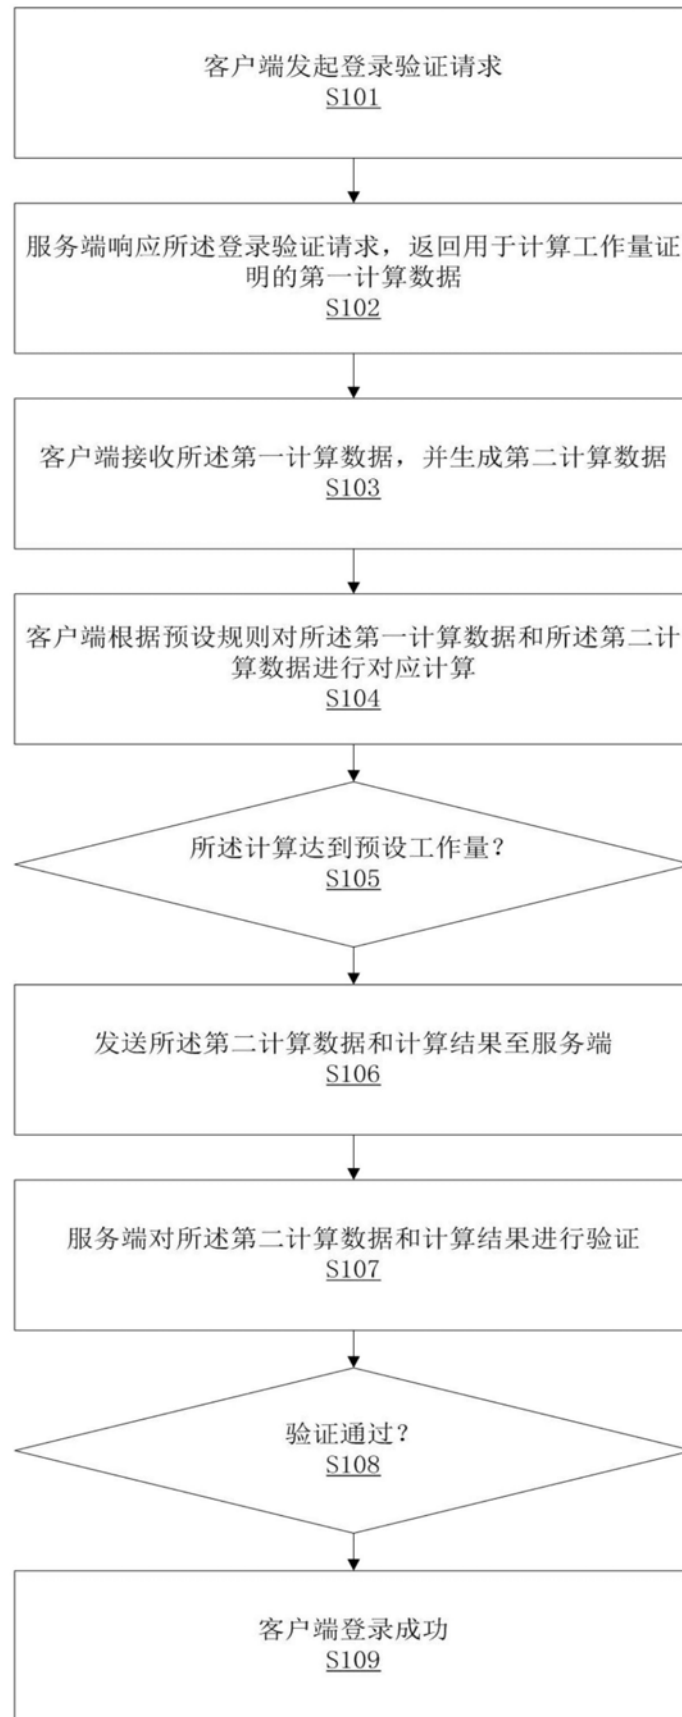 客户端发起登录验证请求
S101
服务端响应所述登录验证请求，返回用于计算工作量证
明的第一计算数据
S102
客户端接收所述第一计算数据，并生成第二计算数据
S103
客户端根据预设规则对所述第一计算数据和所述第二计
算数据进行对应计算
S104
所述计算达到预设工作量？
S105
发送所述第二计算数据和计算结果至服务端
S106
服务端对所述第二计算数据和计算结果进行验证
S107
验证通过？
S108
客户端登录成功
S109